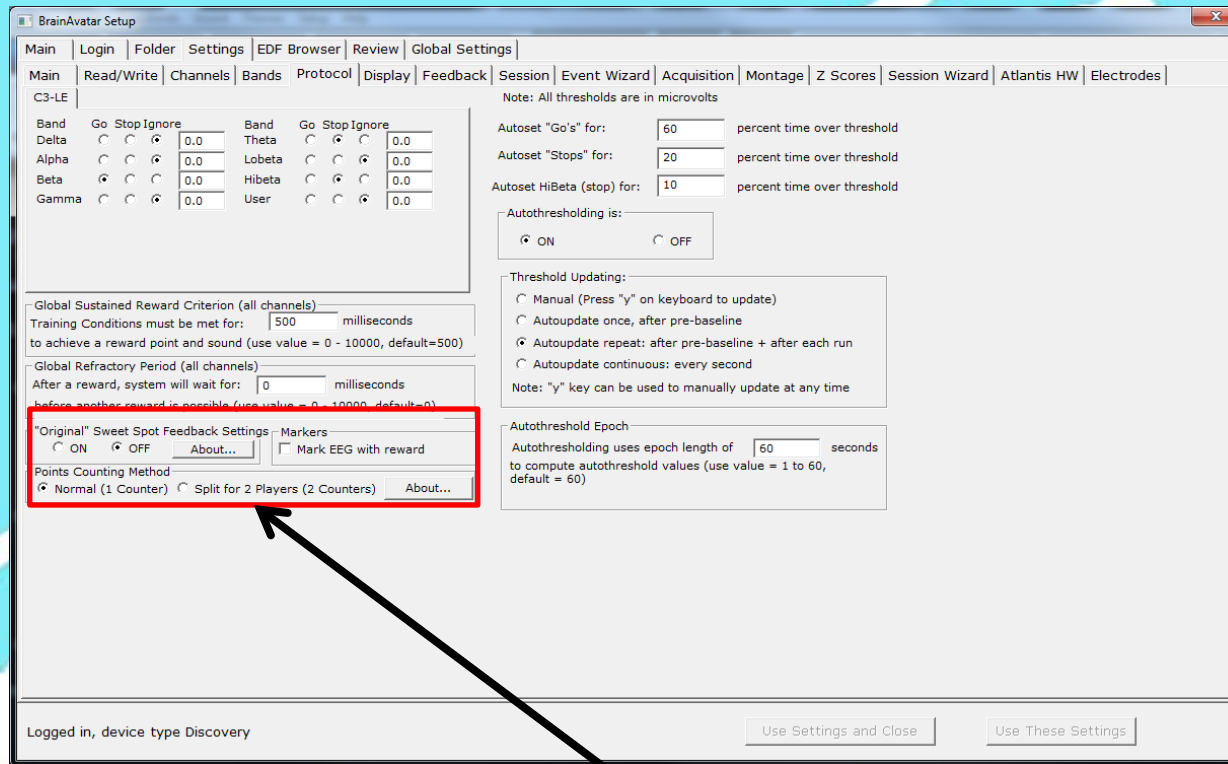 BrainAvatar Setup
Main Login Folder Settings EDF Browser Review Global Settings
Main Read/Write Channels Bands Protocol Display Feedback Session Event Wizard Acquisition Montage Z Scores Session Wizard Atlantis HW Electrodes
C3-LE
Band Go Stop Ignore Band Go Stop Ignore
Delta 0.0 Theta 0.0
Alpha 0.0 Lobeta 0.0
Beta 0.0 Hibeta 0.0
Gamma 0.0 User 0.0
Global Sustained Reward Criterion (all channels)
Training Conditions must be met for: 500 milliseconds
to achieve a reward point and sound (use value = 0 - 10000, default=500)
Global Refractory Period (all channels)
After a reward, system will wait for: 0 milliseconds
before another reward is possible (use value = 0 - 10000, default=0)
"Original" Sweet Spot Feedback Settings Markers
ON OFF About... Mark EEG with reward
Points Counting Method
Normal (1 Counter) Split for 2 Players (2 Counters) About...
Note: All thresholds are in microvolts
Autoset "Go's" for: 60 percent time over threshold
Autoset "Stops" for: 20 percent time over threshold
Autoset HiBeta (stop) for: 10 percent time over threshold
Autothresholding is:
ON OFF
Threshold Updating:
Manual (Press "y" on keyboard to update)
Autoupdate once, after pre-baseline
Autoupdate repeat: after pre-baseline + after each run
Autoupdate continuous: every second
Note: "y" key can be used to manually update at any time
Autothreshold Epoch
Autothresholding uses epoch length of 60 seconds
to compute autothreshold values (use value = 1 to 60,
default = 60)
Logged in, device type Discovery
Use Settings and Close Use These Settings